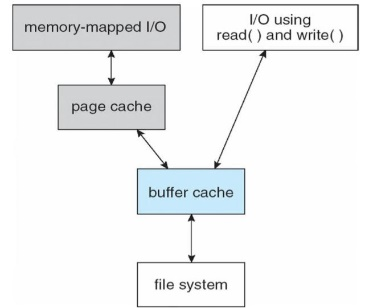 memory-mapped I/O
I/O using
read( ) and write( )
page cache
buffer cache
file system